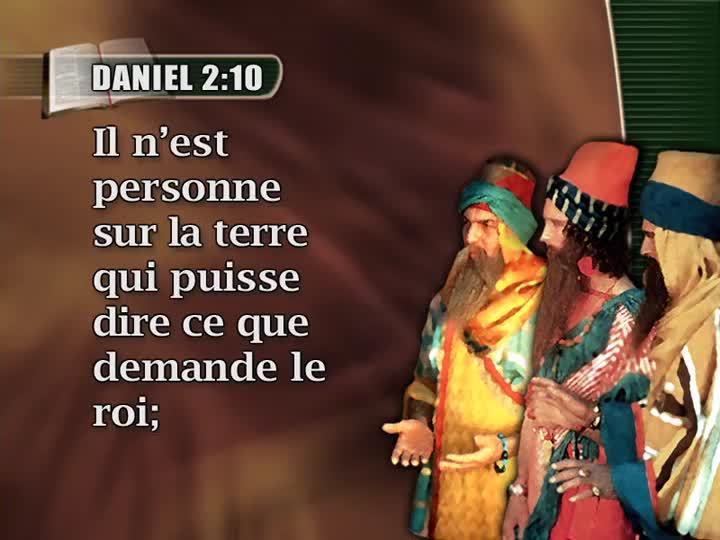 DANIEL 2:10
Il n’est
personne
sur la terre
qui puisse
dire ce que
demande le
roi;